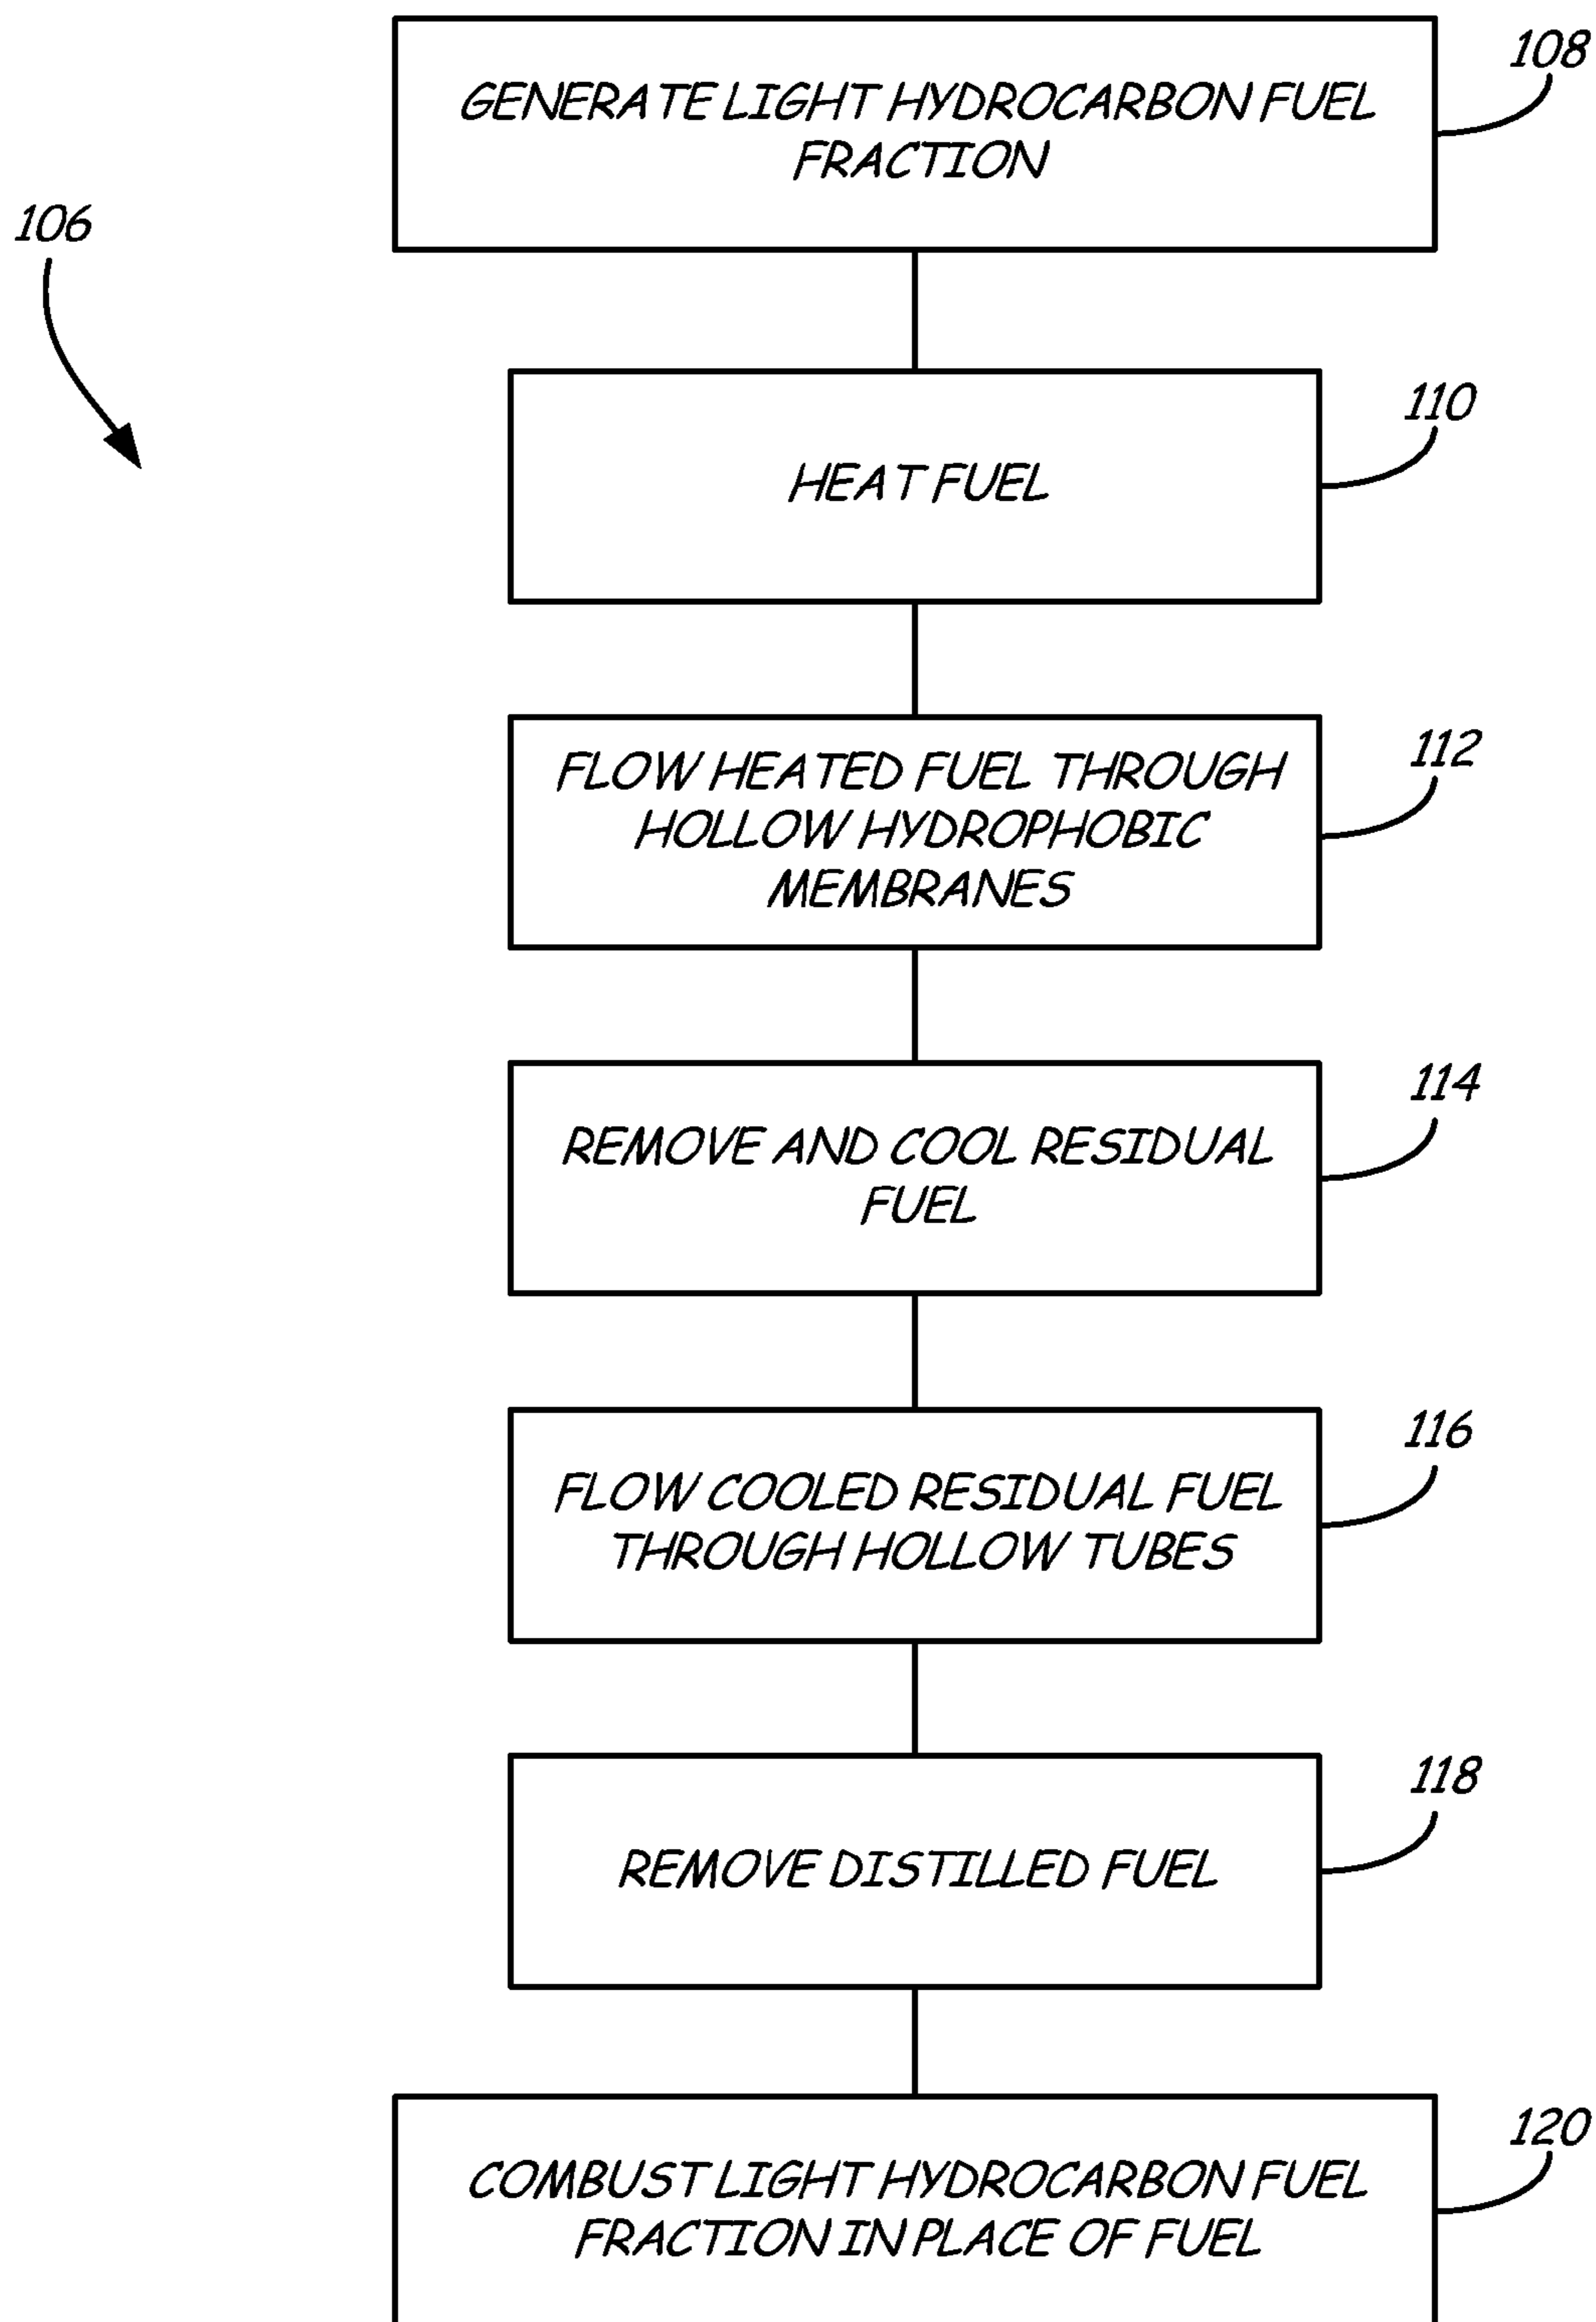 108
GENERATE LIGHT HYDROCARBON FUEL
FRACTION
106
110
HEAT FUEL
112
FLOW HEATED FUEL THROUGH
HOLLOW HYDROPHOBIC
MEMBRANES
114
REMOVE AND COOL RESIDUAL
FUEL
116
FLOW COOLED RESIDUAL FUEL
THROUGH HOLLOW TUBES
118
REMOVE DISTILLED FUEL
120
COMBUST LIGHT HYDROCARBON FUEL
FRACTION IN PLACE OF FUEL